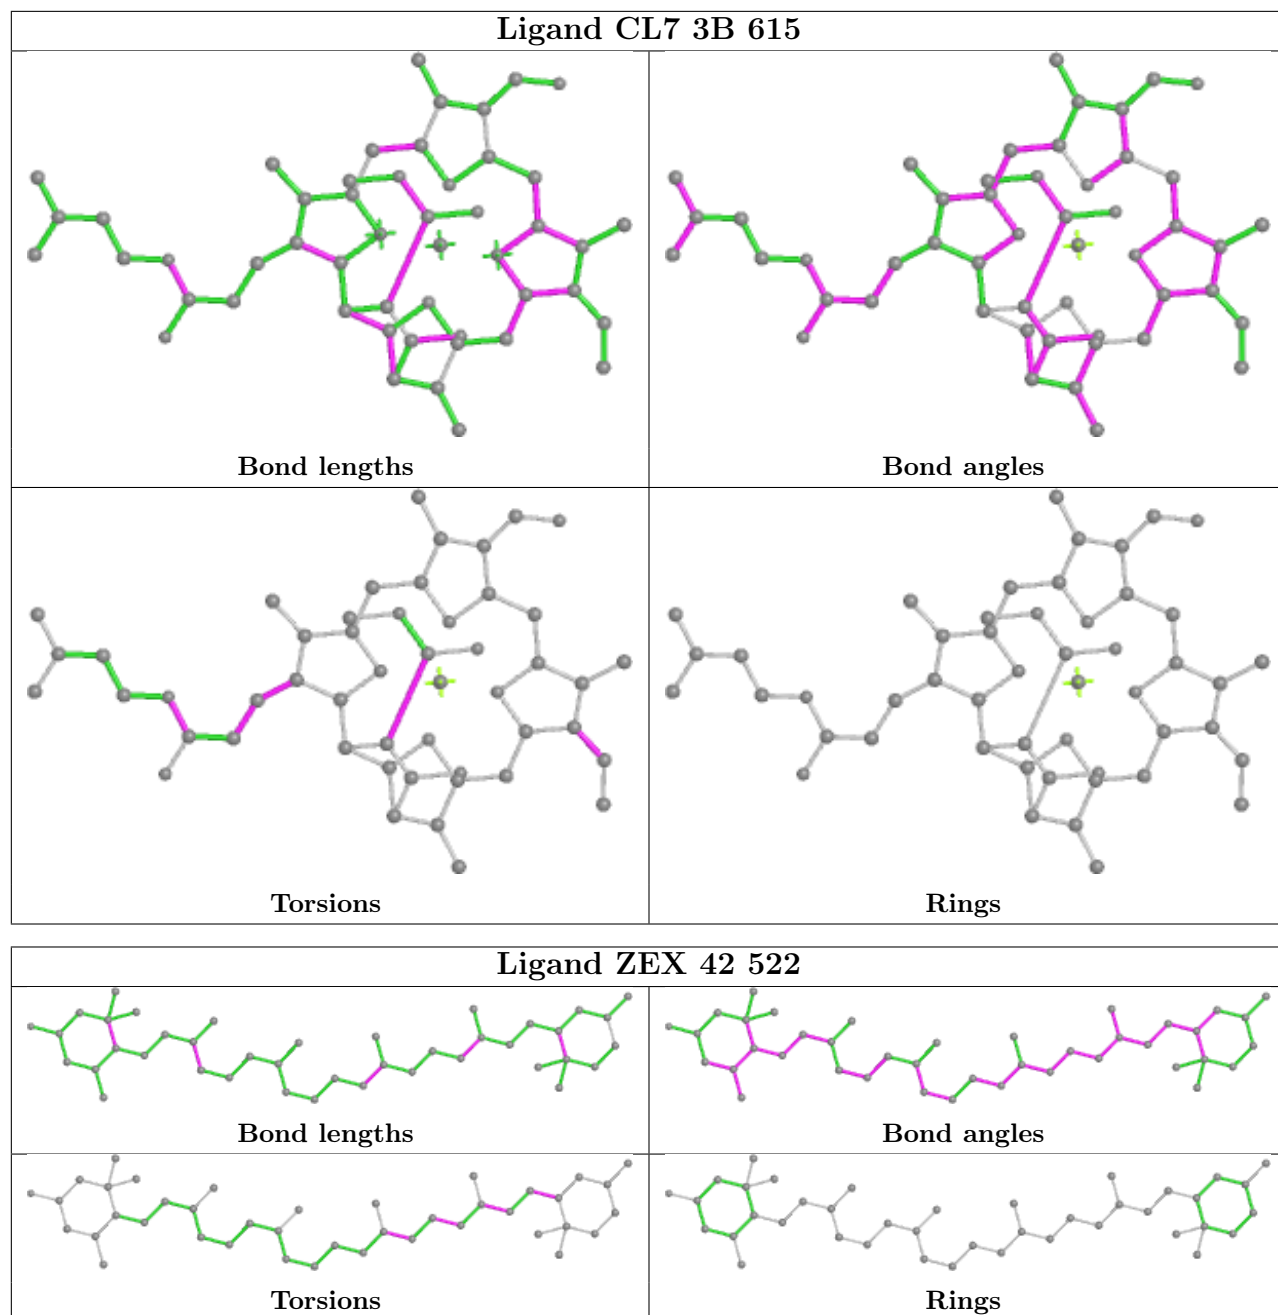 Ligand CL7 3B 615
Bond lengths
Bond angles
Torsions
Rings
Ligand ZEX 42 522
Bond lengths
Bond angles
Torsions
Rings